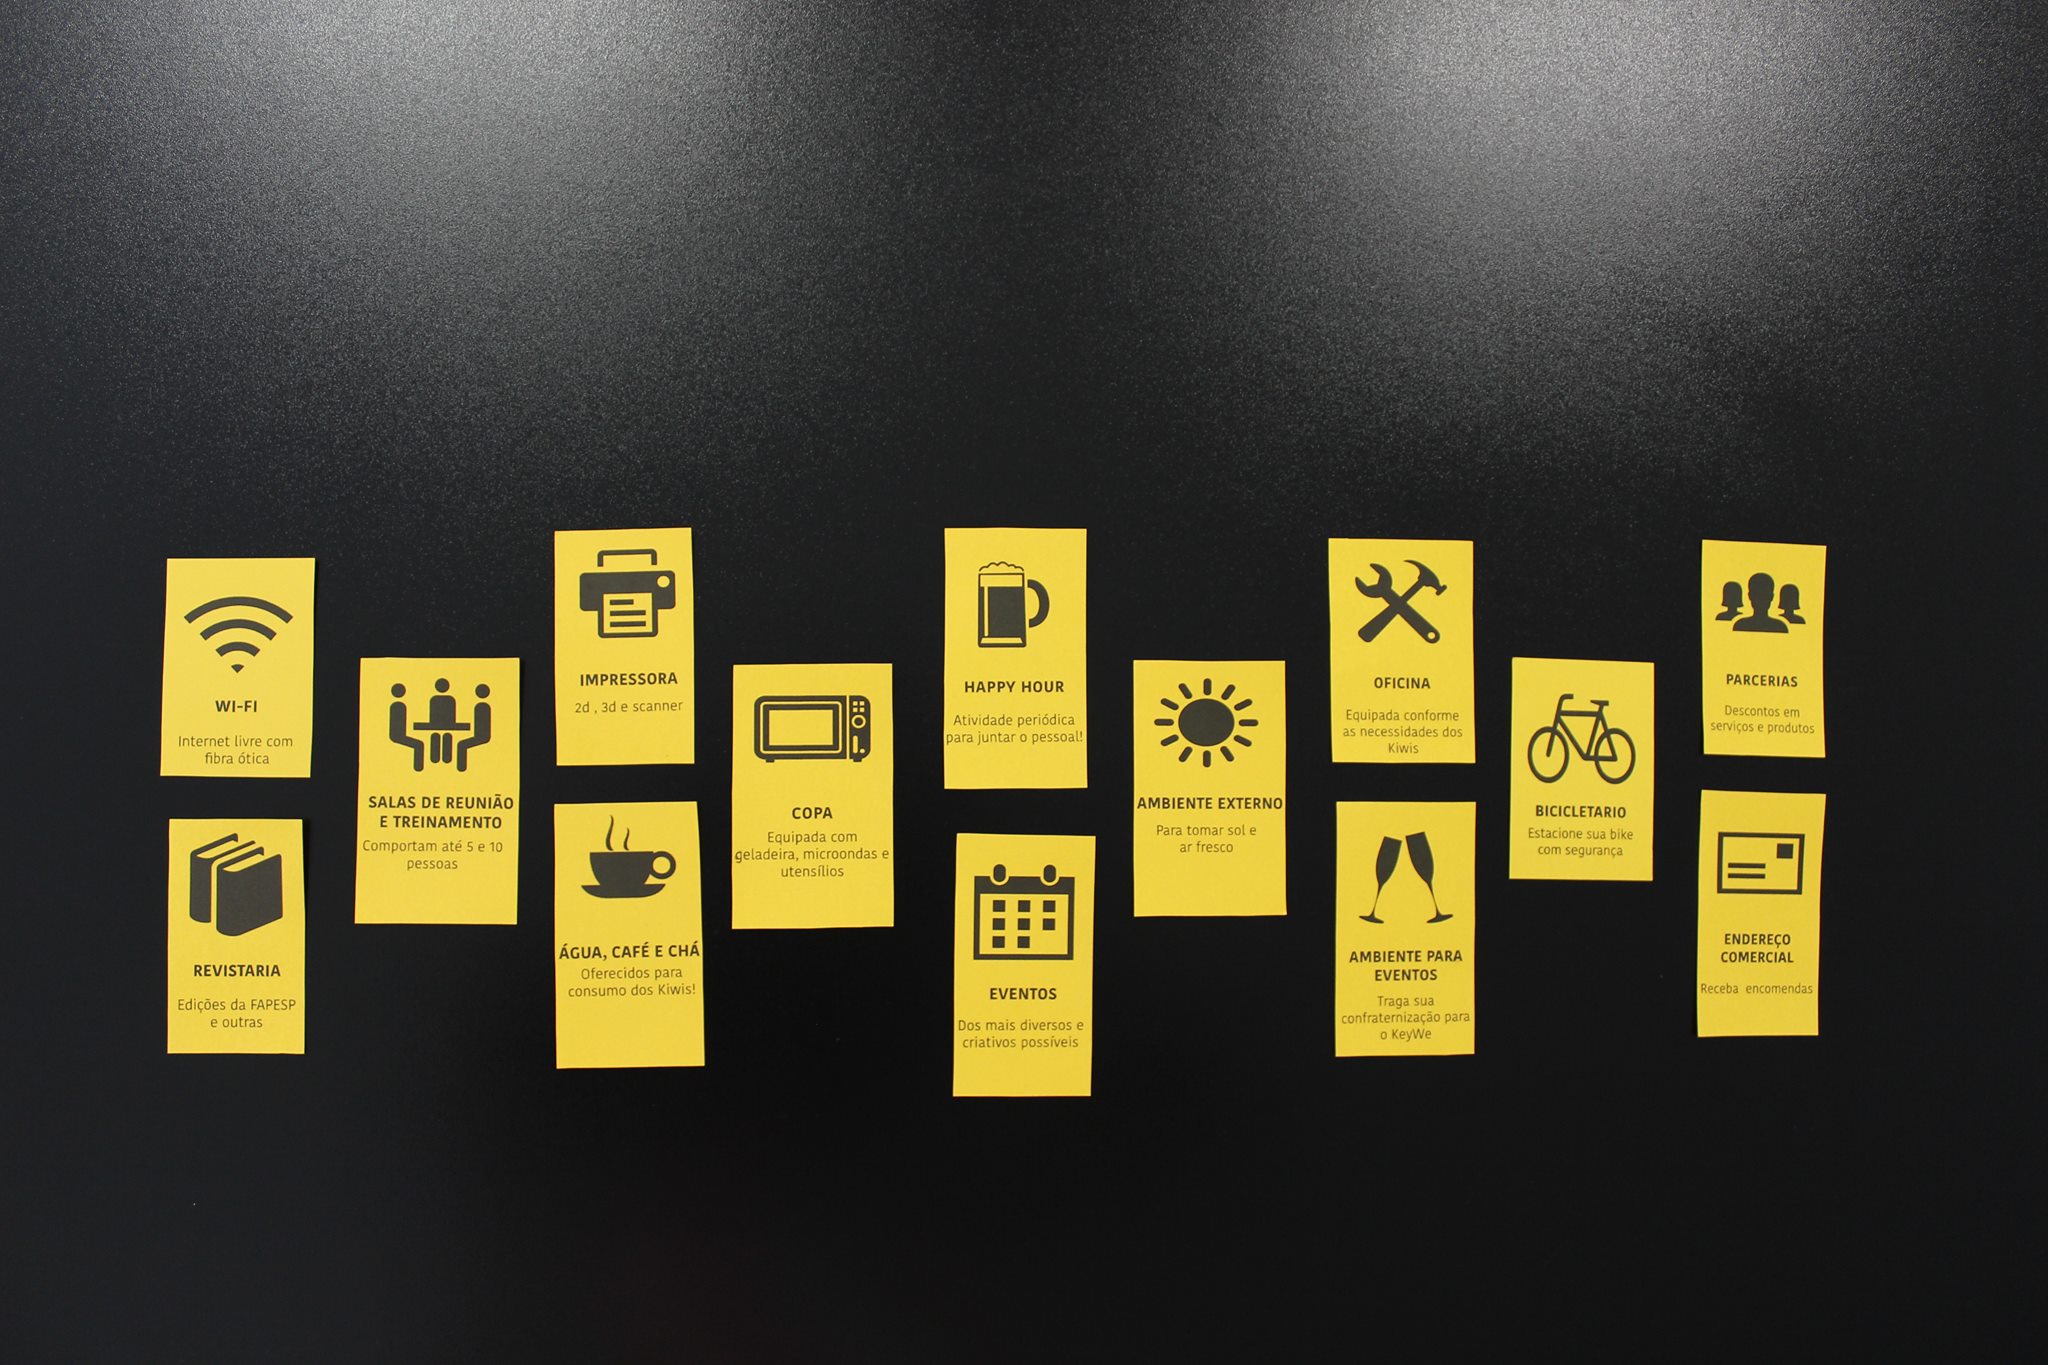 WI-FI
Internet livre com
fibra ótica
REVISTARIA
Edições da FAPESP
e outras
SALAS DE REUNIÃO
E TREINAMENTO
Comportam até 5 e 10
pessoas
IMPRESSORA
2d , 3d e scanner
ÁGUA, CAFÉ E CHÁ
Oferecidos para
consumo dos Kiwis!
COPA
Equipada com
geladeira, microondas e
utensílios
HAPPY HOUR
Atividade periódica
para juntar o pessoal!
EVENTOS
Dos mais diversos e
criativos possíveis
AMBIENTE EXTERNO
Para tomar sol e
ar fresco
OFICINA
Equipada conforme
as necessidades dos
Kiwis
AMBIENTE PARA
EVENTOS
Traga sua
confraternização para
o KeyWe
BICICLETARIO
Estacione sua bike
com segurança
PARCERIAS
Descontos em
serviços e produtos
ENDEREÇO
COMERCIAL
Receba encomendas